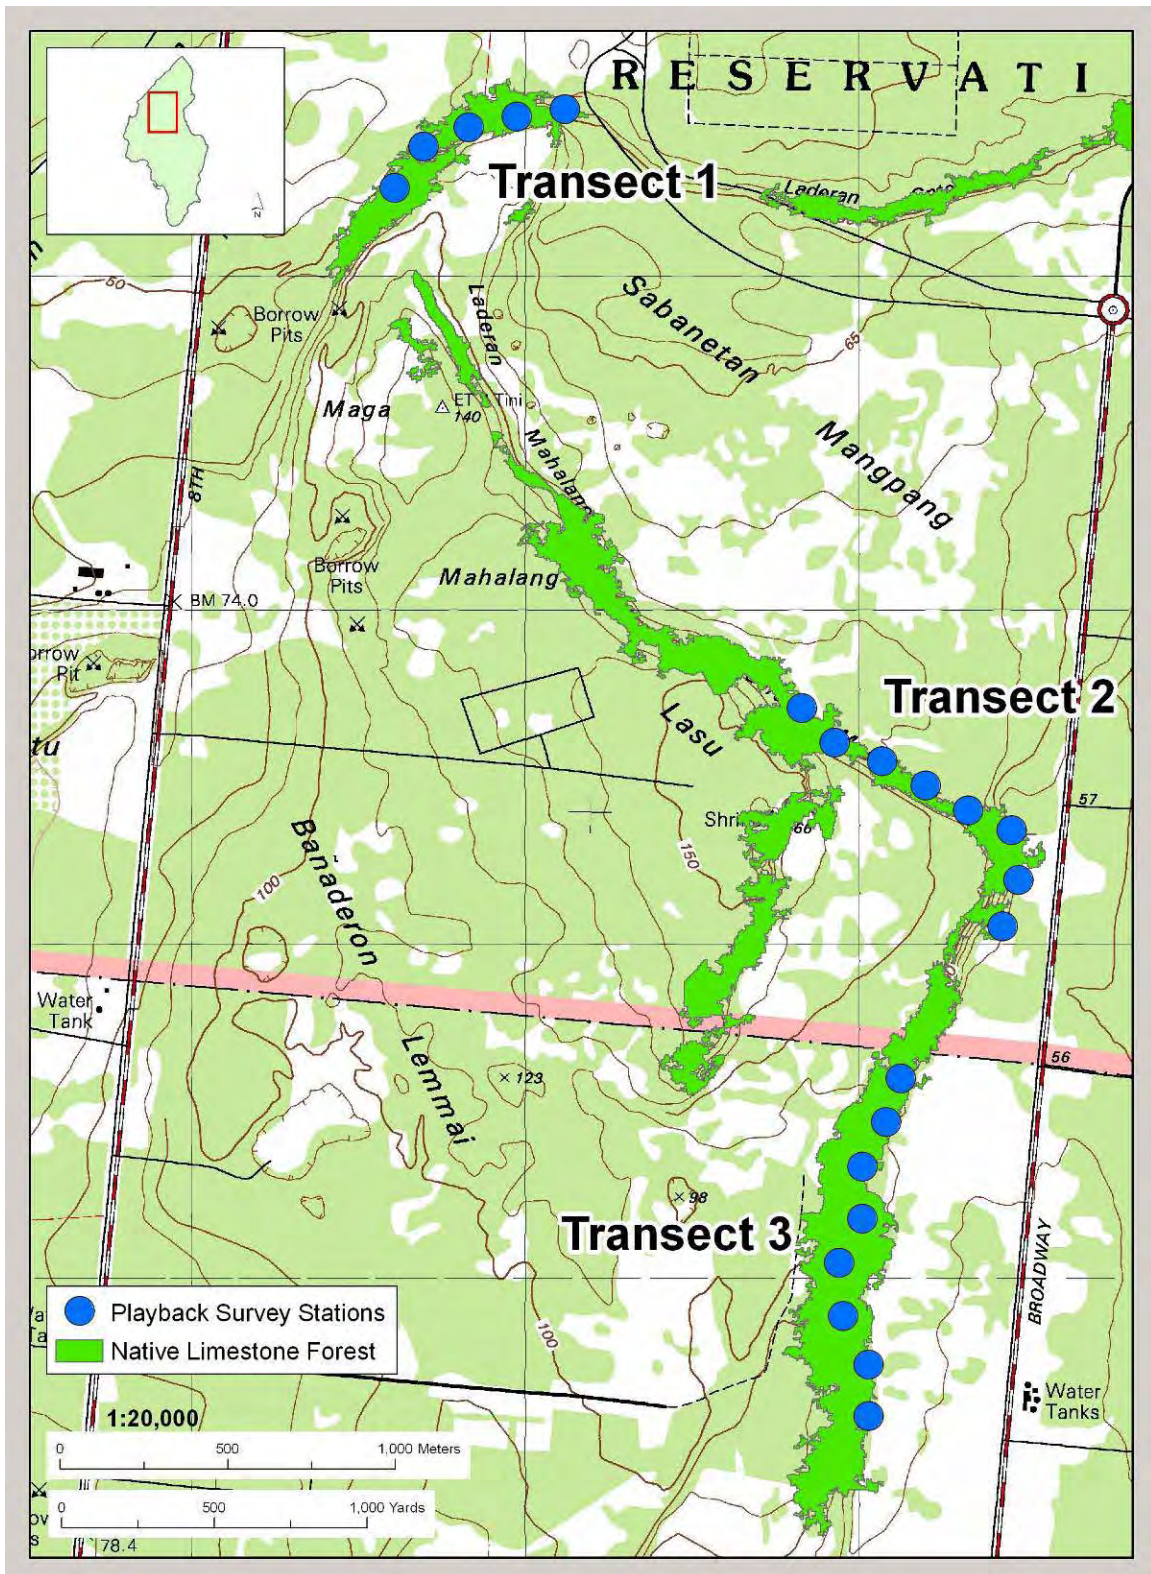 RESERVATI
N
Transect 1
Laderan
50
Borrow
Pits
Laderan
Sabanetan
65
Maga
140
Tini
Mahalang
Mangpang
8TH
Borrow
Pits
Mahalang
BM 74.0
Pit
Transect 2
Lasu
tu
57
66
150
Bañaderon
100
Water
Tank
56
Lemmai
123
98
Transect 3
BROADWAY
Playback Survey Stations
Native Limestone Forest
100
Water
Tanks
1:20,000
0 500 1,000 Meters
0 500 1,000 Yards
78.4